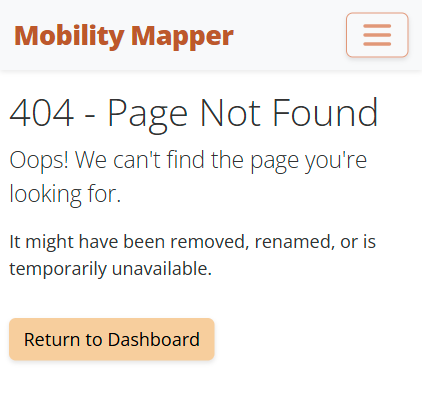 Mobility Mapper
404 - Page Not Found
Oops! We can't find the page you're
looking for.
It might have been removed, renamed, or is
temporarily unavailable.
Return to Dashboard